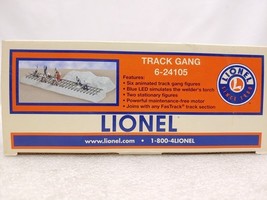 TRACK GANG
6-24105
Features:
• Six animated track gang figures
• Blue LED simulates the welder's torch
• Two stationary figures
• Powerful maintenance-free motor
• Joins with any FasTrack® track section
LIONEL
LIONEL
www.lionel.com • 1-800-4LIONEL